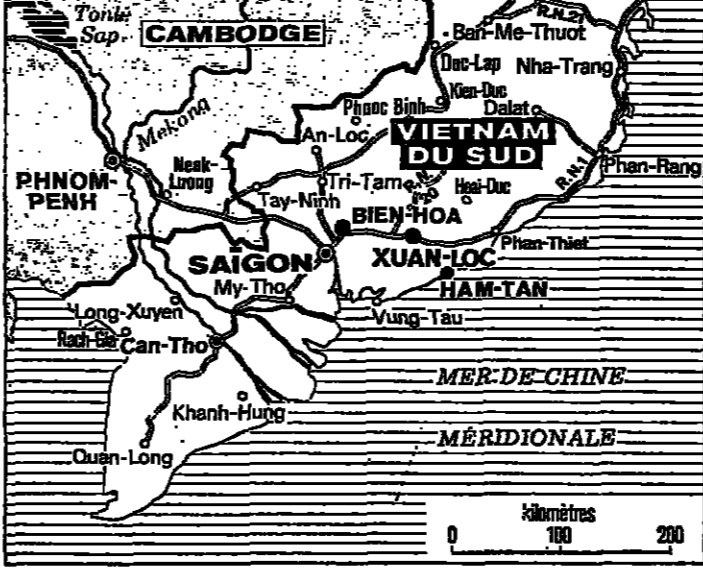 Tonlé
Sap
CAMBODGE
R.N.21
Ban-Me-Thuot
Duc-Lap
Nha-Trang
Kien-Duc
Mekong
Phuoc Binh
Dalat
An-Loc
VIETNAM
DU SUD
Phan-Rang
PHNOM-
PENH
Neak-
Luong
Tri-Tam
R.N.
20
Hoai-Duc
R.N.1
Tay-Ninh
BIEN-HOA
Phan-Thiet
SAÏGON
XUAN-LOC
My-Tho
HAM-TAN
Long-Xuyen
Vung-Tau
Rach-Gia
Can-Tho
MER DE CHINE
Khanh-Hung
MÉRIDIONALE
Quan-Long
kilomètres
0 100 200